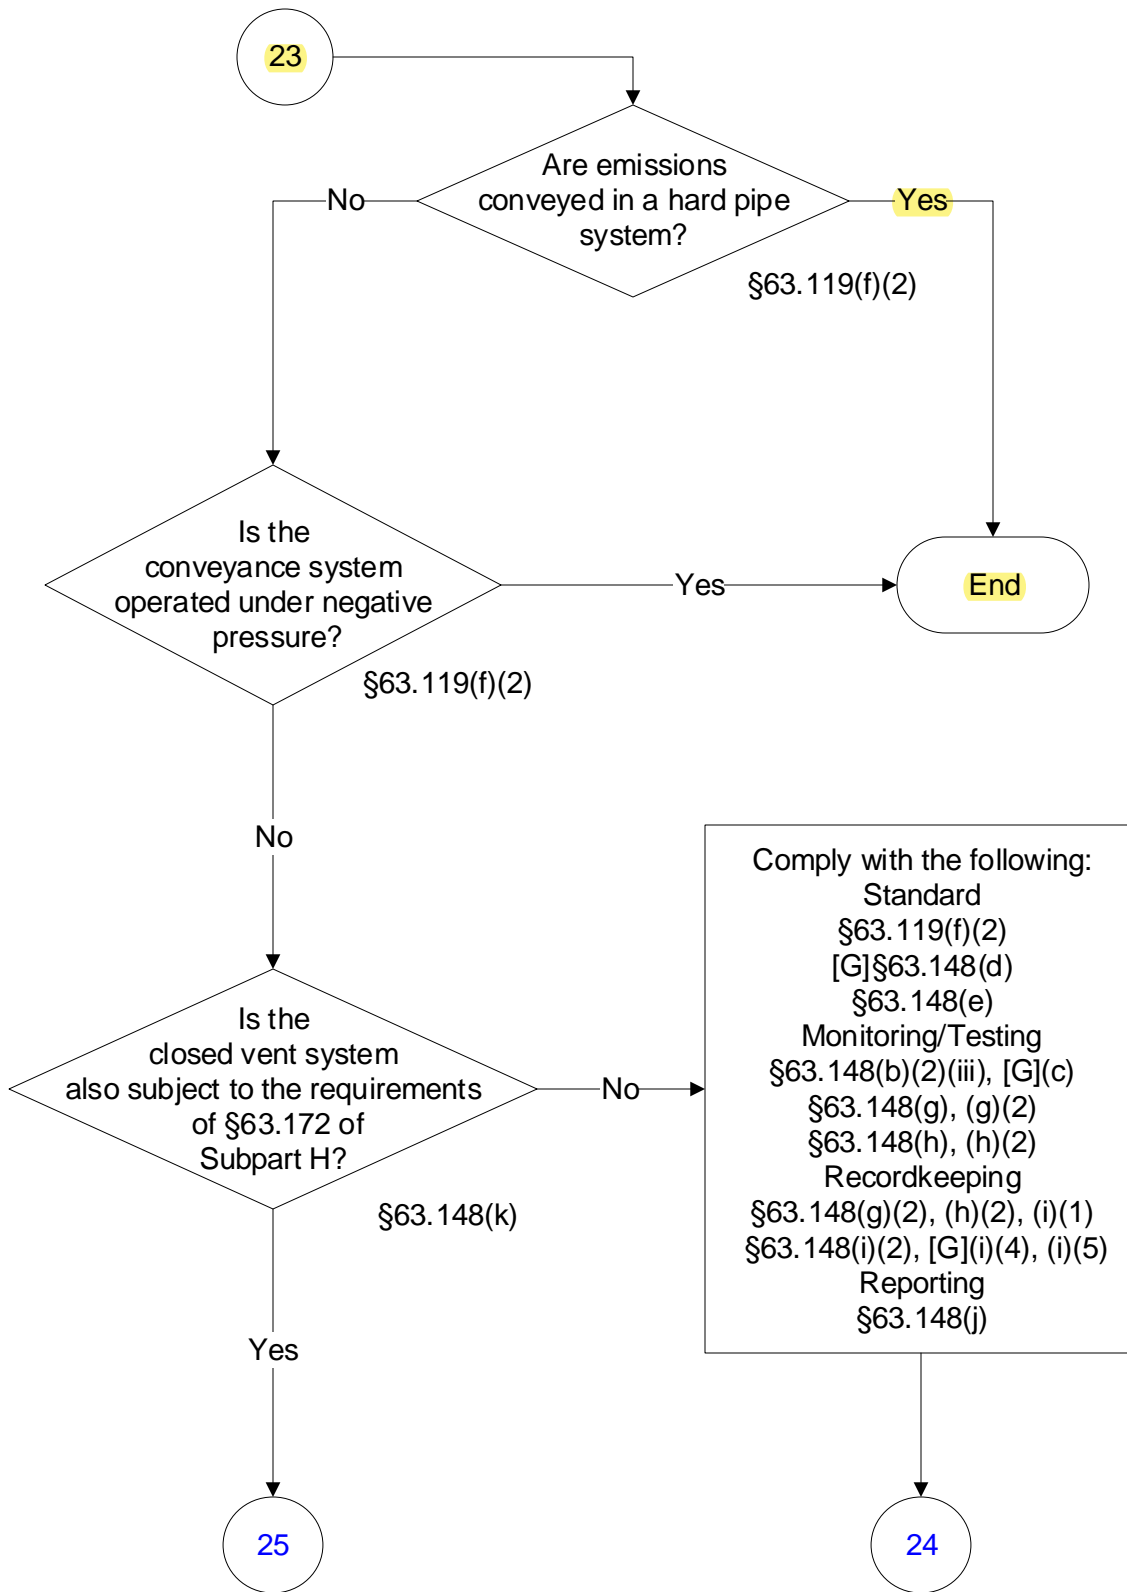 23
Are emissions
conveyed in a hard pipe
system?
No
Yes
§63.119(f)(2)
Is the
conveyance system
operated under negative
pressure?
Yes
End
§63.119(f)(2)
No
Is the
closed vent system
also subject to the requirements
of §63.172 of
Subpart H?
No
§63.148(k)
Comply with the following:
Standard
§63.119(f)(2)
[G]§63.148(d)
§63.148(e)
Monitoring/Testing
§63.148(b)(2)(iii), [G](c)
§63.148(g), (g)(2)
§63.148(h), (h)(2)
Recordkeeping
§63.148(g)(2), (h)(2), (i)(1)
§63.148(i)(2), [G](i)(4), (i)(5)
Reporting
§63.148(j)
Yes
25
24